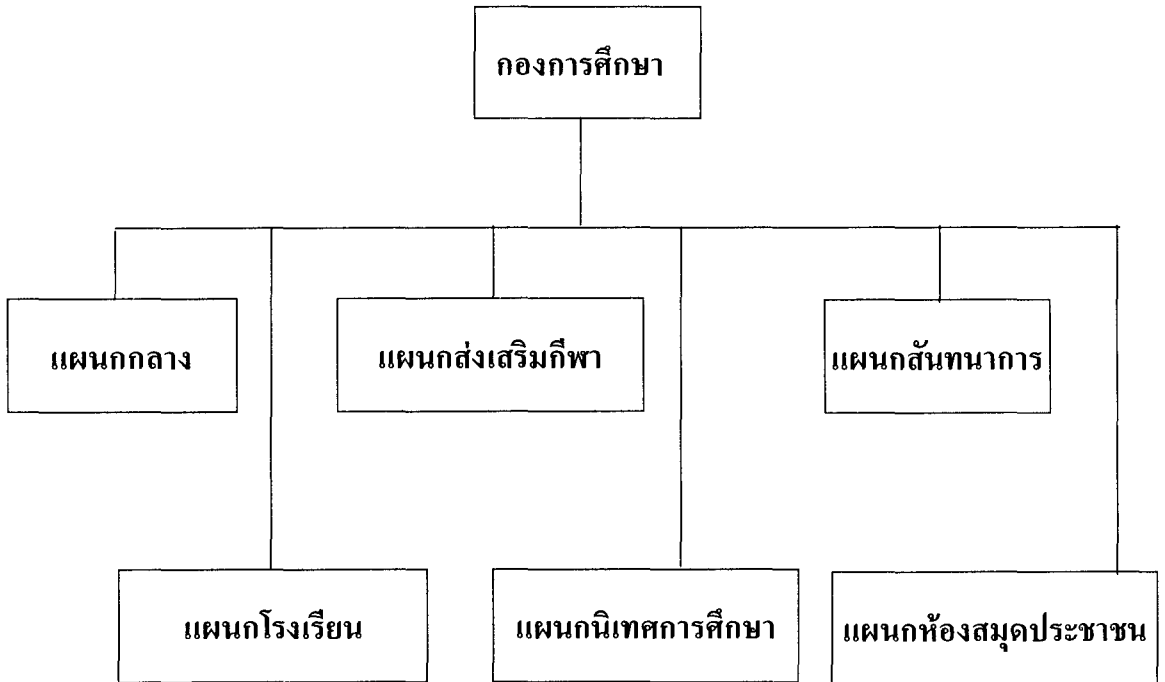 กองการศึกษา
แผนกกลาง
แผนกส่งเสริมกีฬา
แผนกสันทนาการ
แผนกโรงเรียน
แผนกนิเทศการศึกษา
แผนกห้องสมุดประชาชน